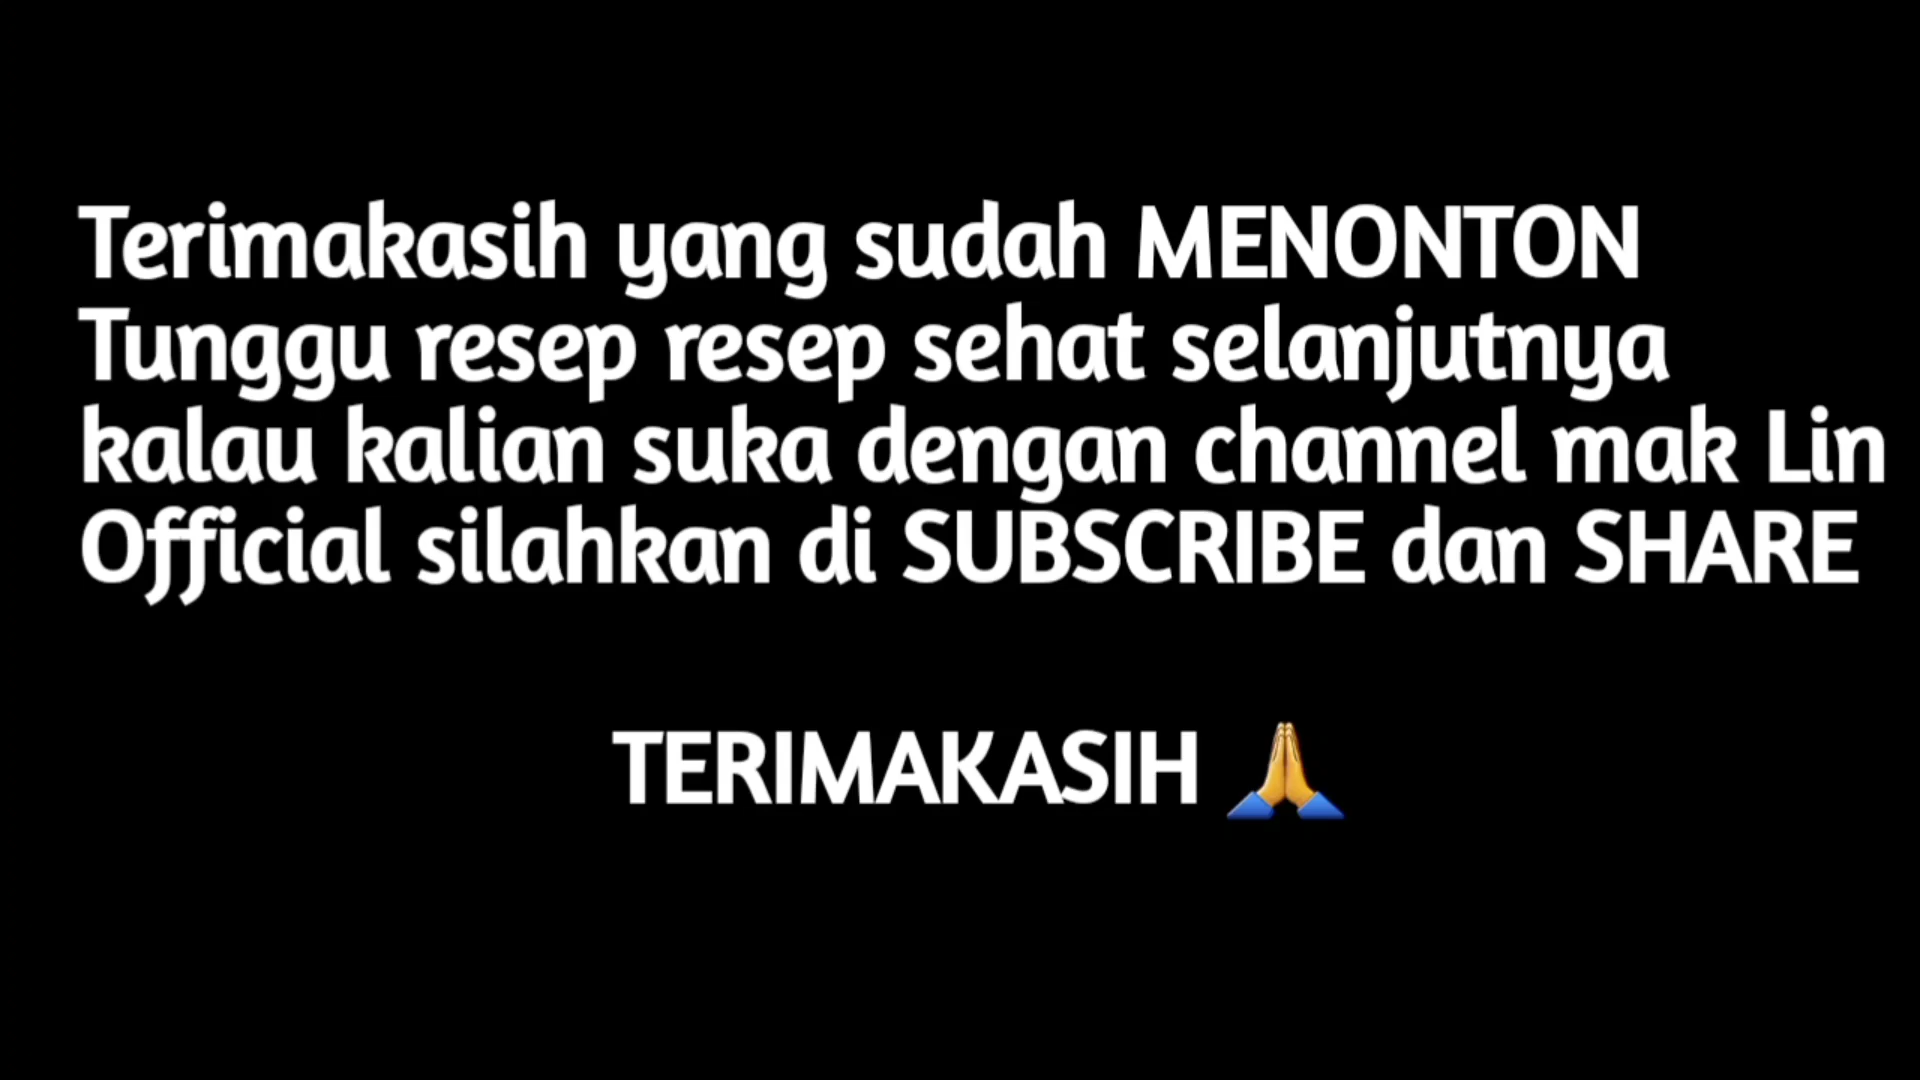 Terimakasih yang sudah MENONTON
Tunggu resep resep sehat selanjutnya
kalau kalian suka dengan channel mak Lin
Official silahkan di SUBSCRIBE dan SHARE
TERIMAKASIH 🙏